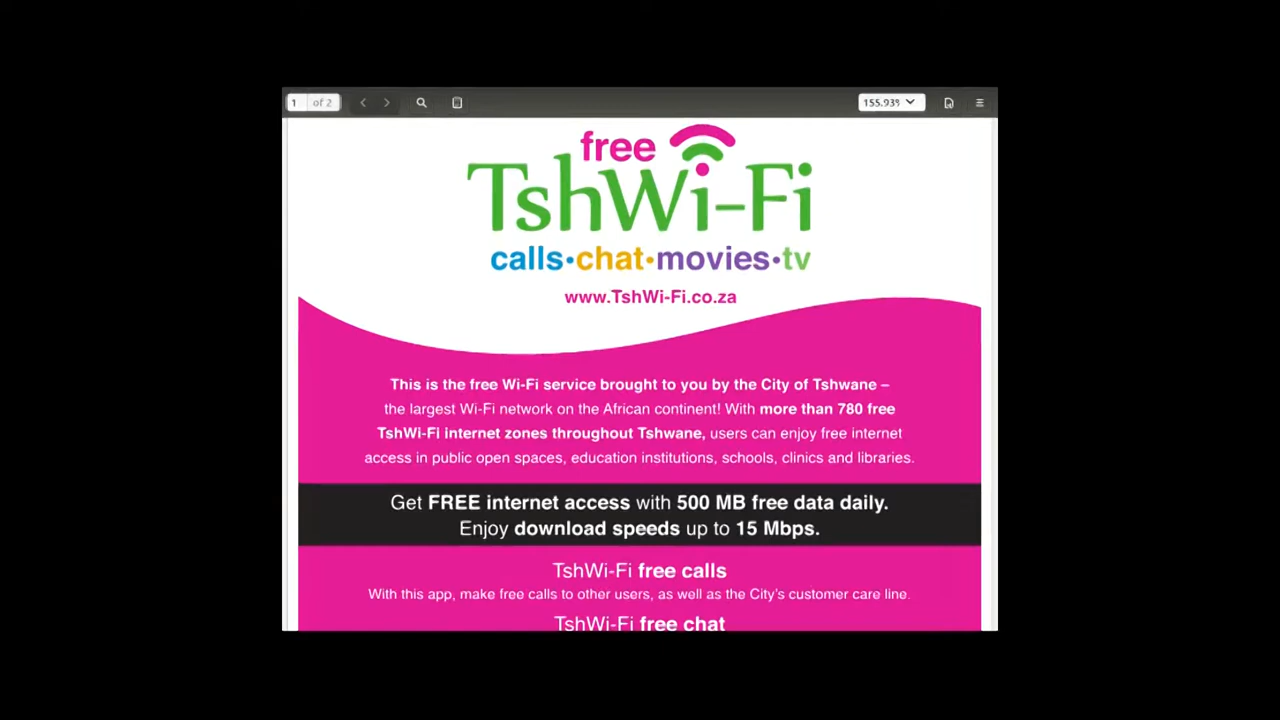 1 of 2
155.93%
free
TshWi-Fi
calls•chat•movies•tv
www.TshWi-Fi.co.za
This is the free Wi-Fi service brought to you by the City of Tshwane –
the largest Wi-Fi network on the African continent! With more than 780 free
TshWi-Fi internet zones throughout Tshwane, users can enjoy free internet
access in public open spaces, education institutions, schools, clinics and libraries.
Get FREE internet access with 500 MB free data daily.
Enjoy download speeds up to 15 Mbps.
TshWi-Fi free calls
With this app, make free calls to other users, as well as the City's customer care line.
TshWi-Fi free chat